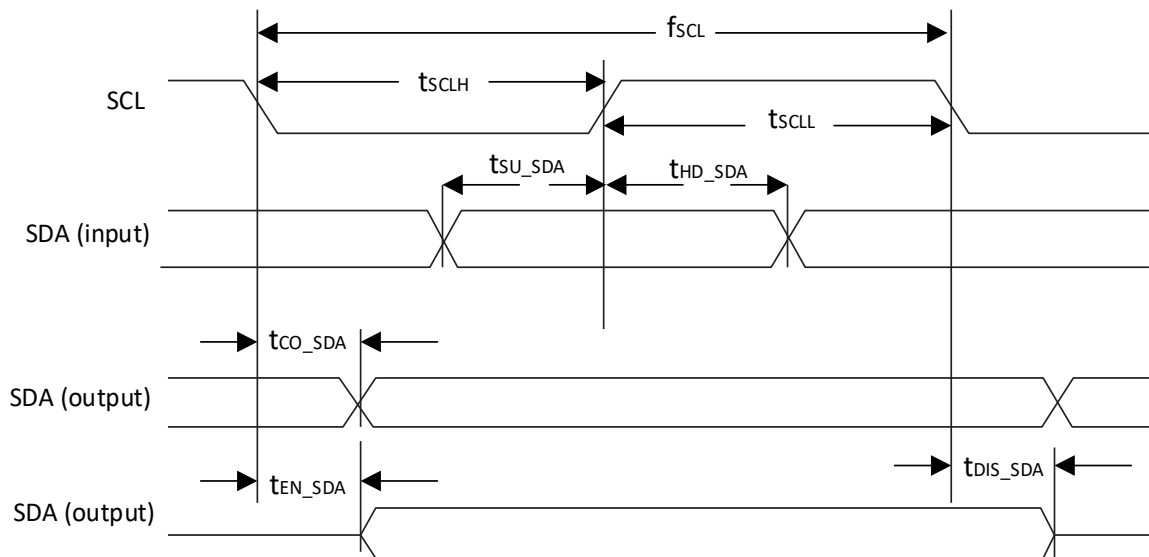 fSCL
SCL
tSCLH
tSCLL
tSU_SDA
tHD_SDA
SDA (input)
tCO_SDA
SDA (output)
tEN_SDA
tDIS_SDA
SDA (output)